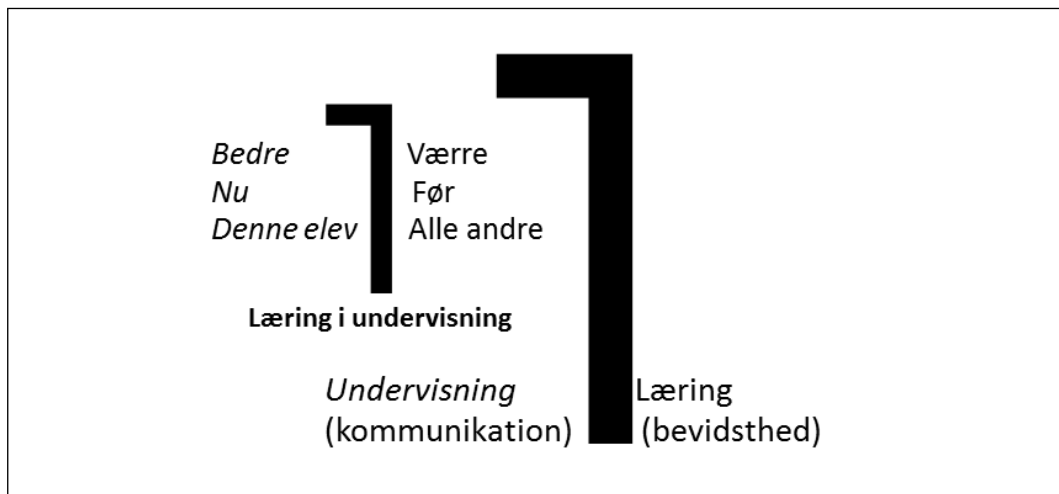 Bedre Værre
Nu Før
Denne elev Alle andre
Læring i undervisning
Undervisning Læring
(kommunikation) (bevidsthed)